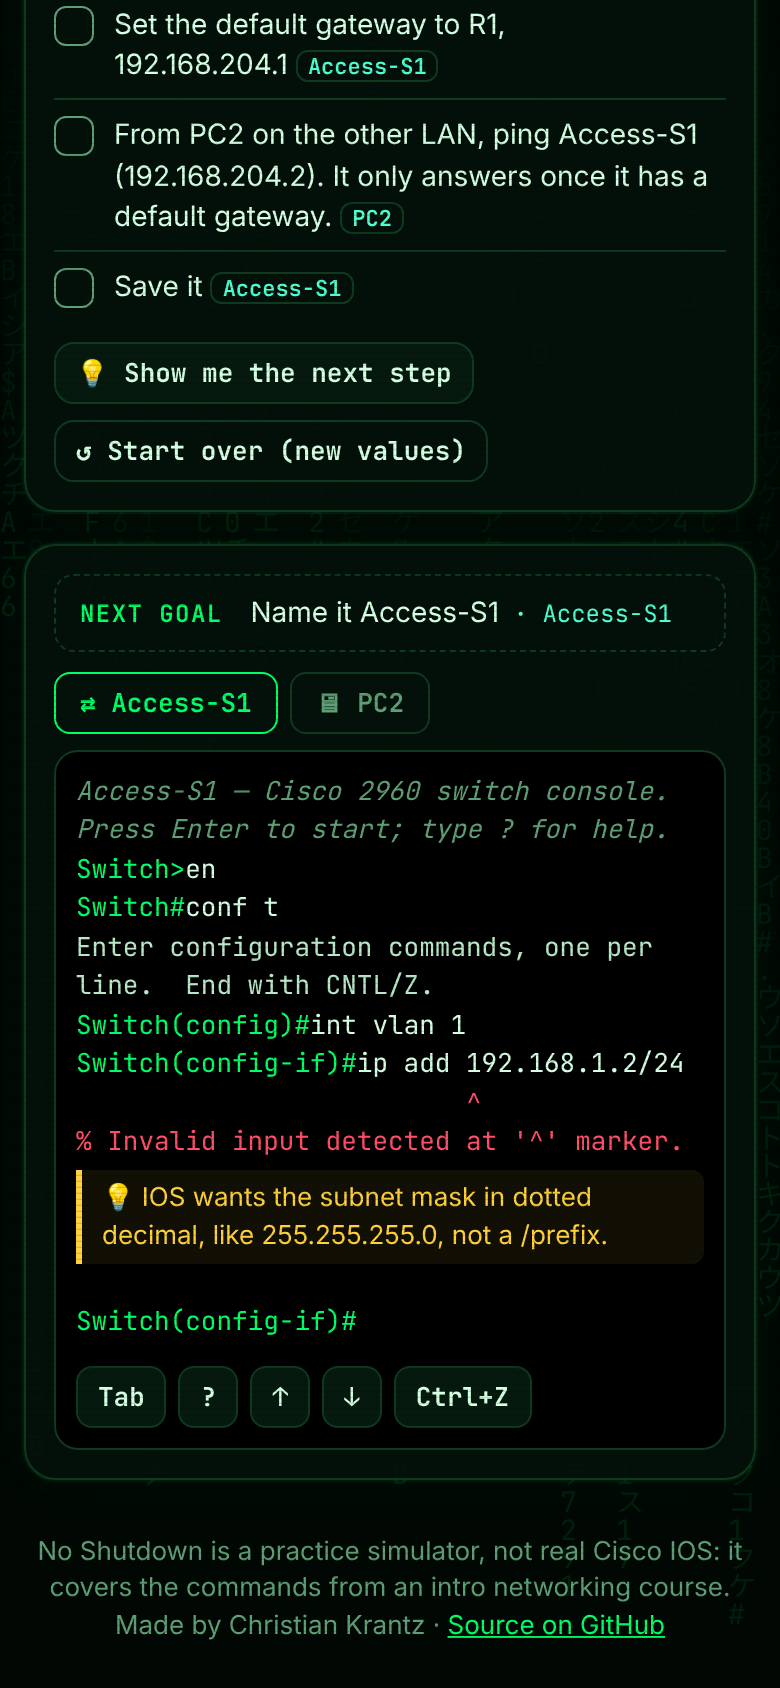 Set the default gateway to R1,
192.168.204.1 Access-S1
From PC2 on the other LAN, ping Access-S1
(192.168.204.2). It only answers once it has a
default gateway. PC2
Save it Access-S1
💡 Show me the next step
↺ Start over (new values)
NEXT GOAL Name it Access-S1 · Access-S1
⇄ Access-S1 🖥 PC2
Access-S1 — Cisco 2960 switch console.
Press Enter to start; type ? for help.
Switch>en
Switch#conf t
Enter configuration commands, one per
line.  End with CNTL/Z.
Switch(config)#int vlan 1
Switch(config-if)#ip add 192.168.1.2/24
^
% Invalid input detected at '^' marker.
💡 IOS wants the subnet mask in dotted
decimal, like 255.255.255.0, not a /prefix.
Switch(config-if)#
Tab ? ↑ ↓ Ctrl+Z
No Shutdown is a practice simulator, not real Cisco IOS: it
covers the commands from an intro networking course.
Made by Christian Krantz · Source on GitHub